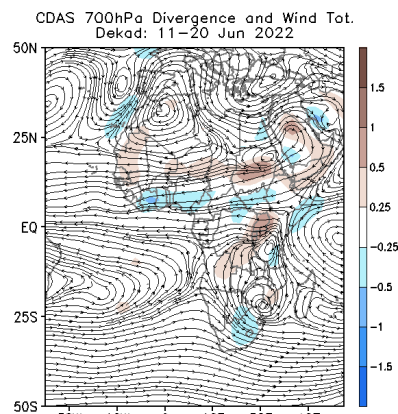 CDAS 700hPa Divergence and Wind Tot.
Dekad: 11-20 Jun 2022
50N
25N
EQ
25S
50S
1.5
1
0.5
0.25
-0.25
-0.5
-1
-1.5